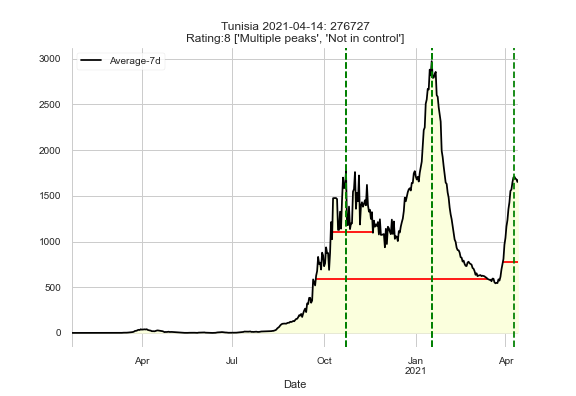 Tunisia 2021-04-14: 276727
Rating:8 ['Multiple peaks', 'Not in control']
Average-7d
3000
2500
2000
1500
1000
500
0
Apr
Jul
Oct
Jan
2021
Apr
Date